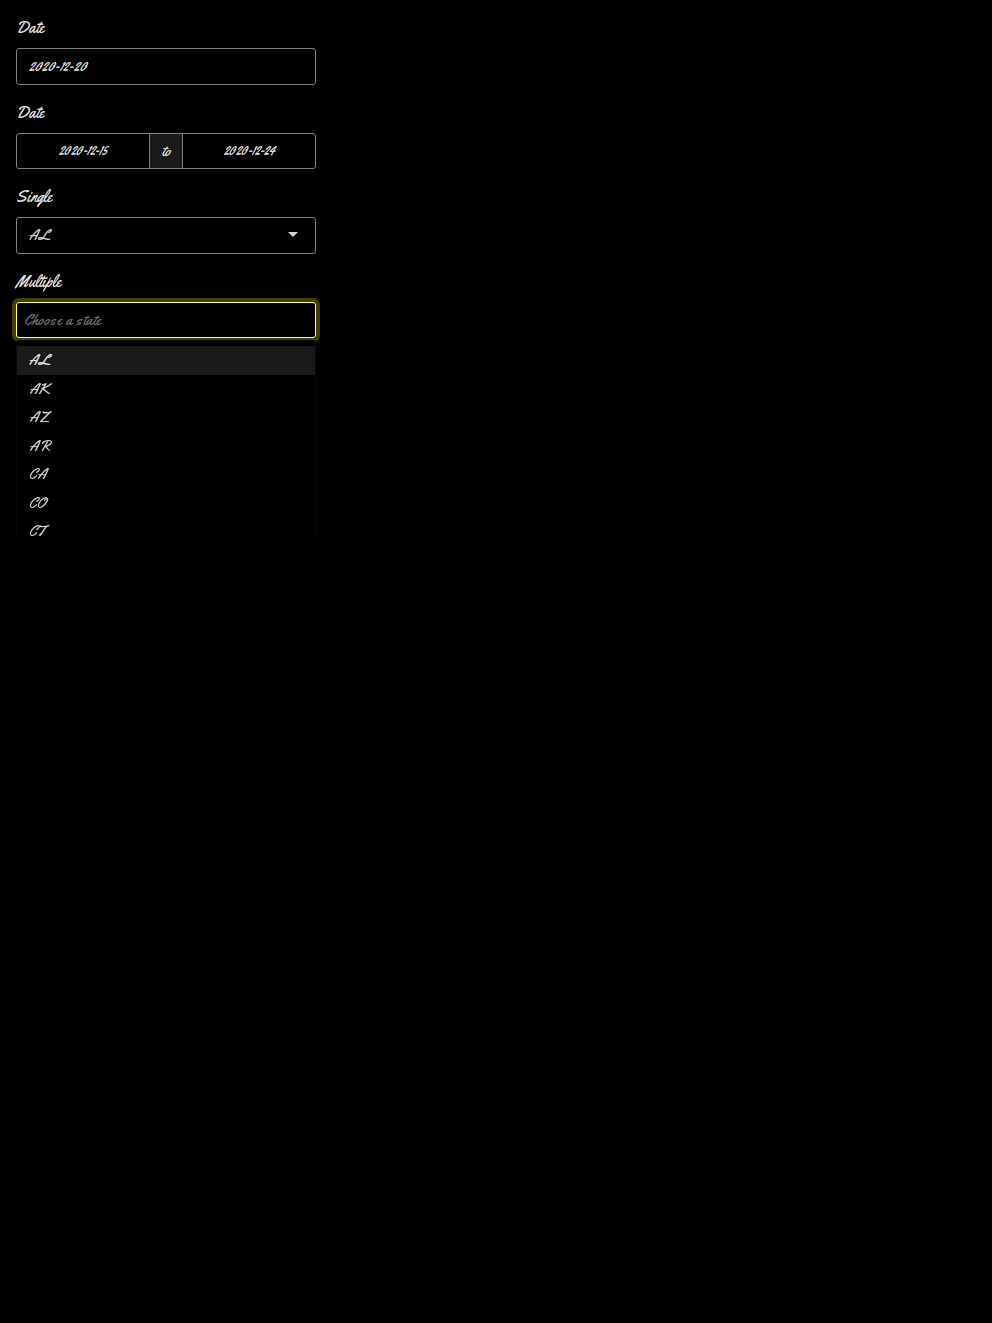 Date
2020-12-20
Date
2020-12-15 to 2020-12-24
Single
AL
Multiple
Choose a state
AL
AK
AZ
AR
CA
CO
CT